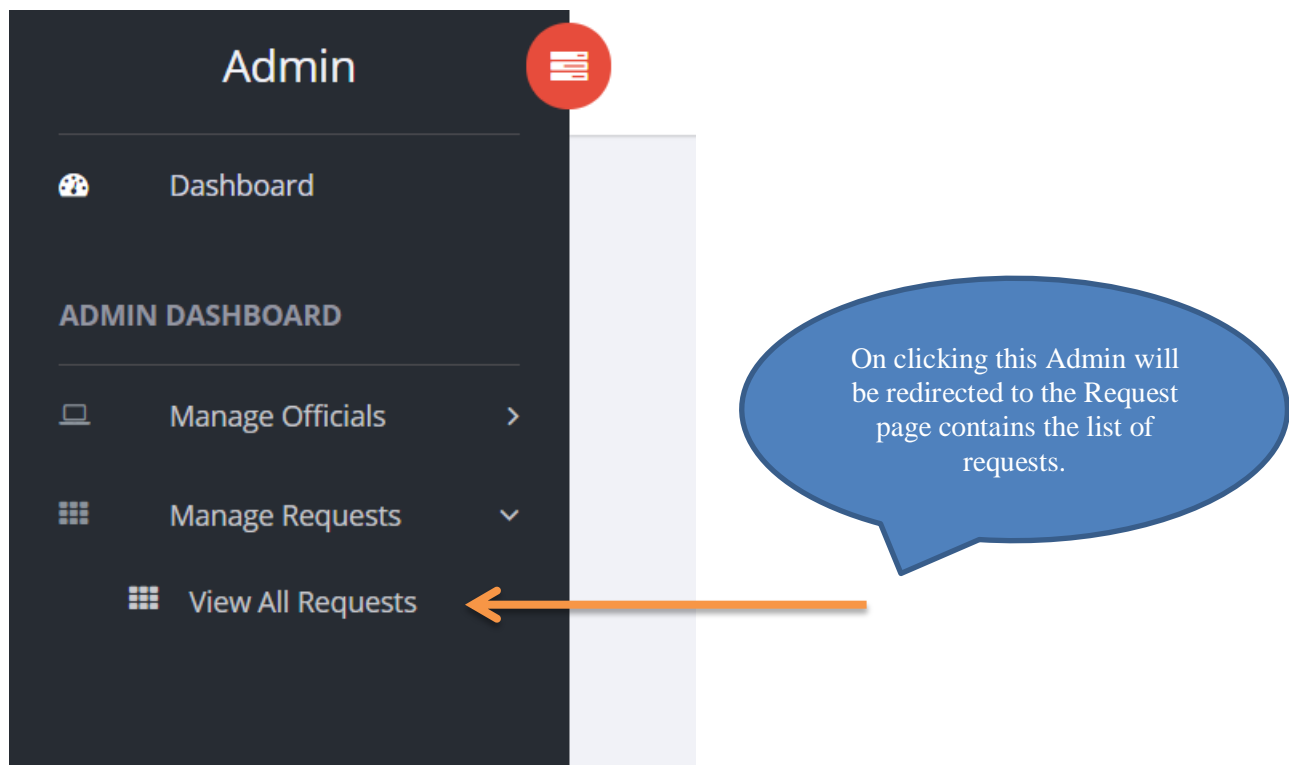 Admin
Dashboard
ADMIN DASHBOARD
Manage Officials
Manage Requests
View All Requests
On clicking this Admin will
be redirected to the Request
page contains the list of
requests.